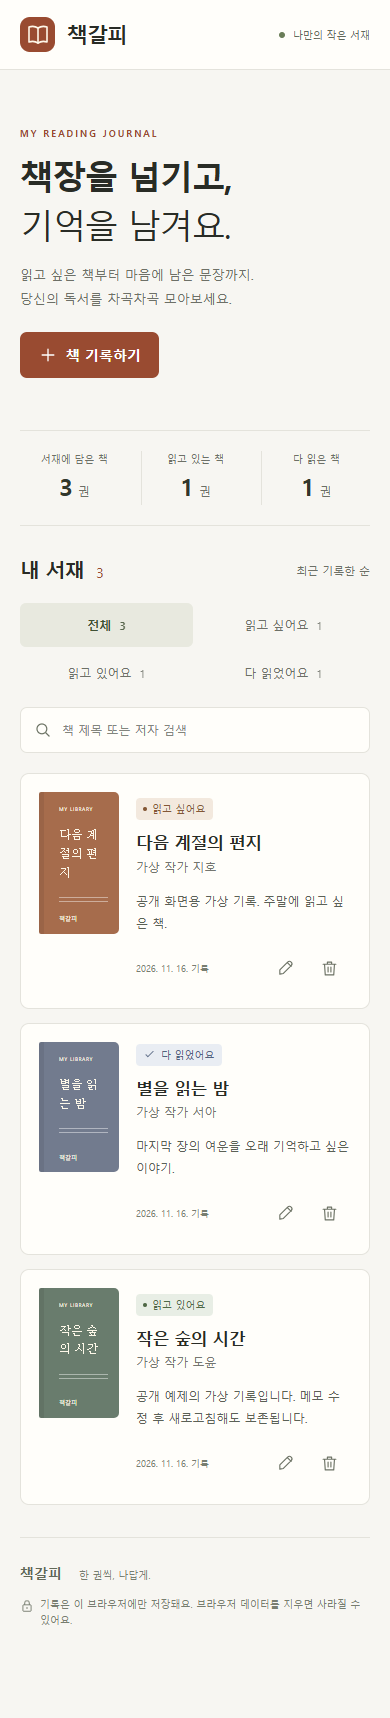 책갈피
나만의 작은 서재
MY READING JOURNAL
책장을 넘기고,
기억을 남겨요.
읽고 싶은 책부터 마음에 남은 문장까지.
당신의 독서를 차곡차곡 모아보세요.
책 기록하기
서재에 담은 책
3 권
읽고 있는 책
1 권
다 읽은 책
1 권
내 서재 3
최근 기록한 순
전체 3
읽고 싶어요 1
읽고 있어요 1
다 읽었어요 1
책 제목 또는 저자 검색
MY LIBRARY
다음 계
절의 편
지
책갈피
읽고 싶어요
다음 계절의 편지
가상 작가 지호
공개 화면용 가상 기록. 주말에 읽고 싶
은 책.
2026. 11. 16. 기록
MY LIBRARY
별을 읽
는 밤
책갈피
다 읽었어요
별을 읽는 밤
가상 작가 서아
마지막 장의 여운을 오래 기억하고 싶은
이야기.
2026. 11. 16. 기록
MY LIBRARY
작은 숲
의 시간
책갈피
읽고 있어요
작은 숲의 시간
가상 작가 도윤
공개 예제의 가상 기록입니다. 메모 수
정 후 새로고침해도 보존됩니다.
2026. 11. 16. 기록
책갈피
한 권씩, 나답게.
기록은 이 브라우저에만 저장돼요. 브라우저 데이터를 지우면 사라질 수
있어요.